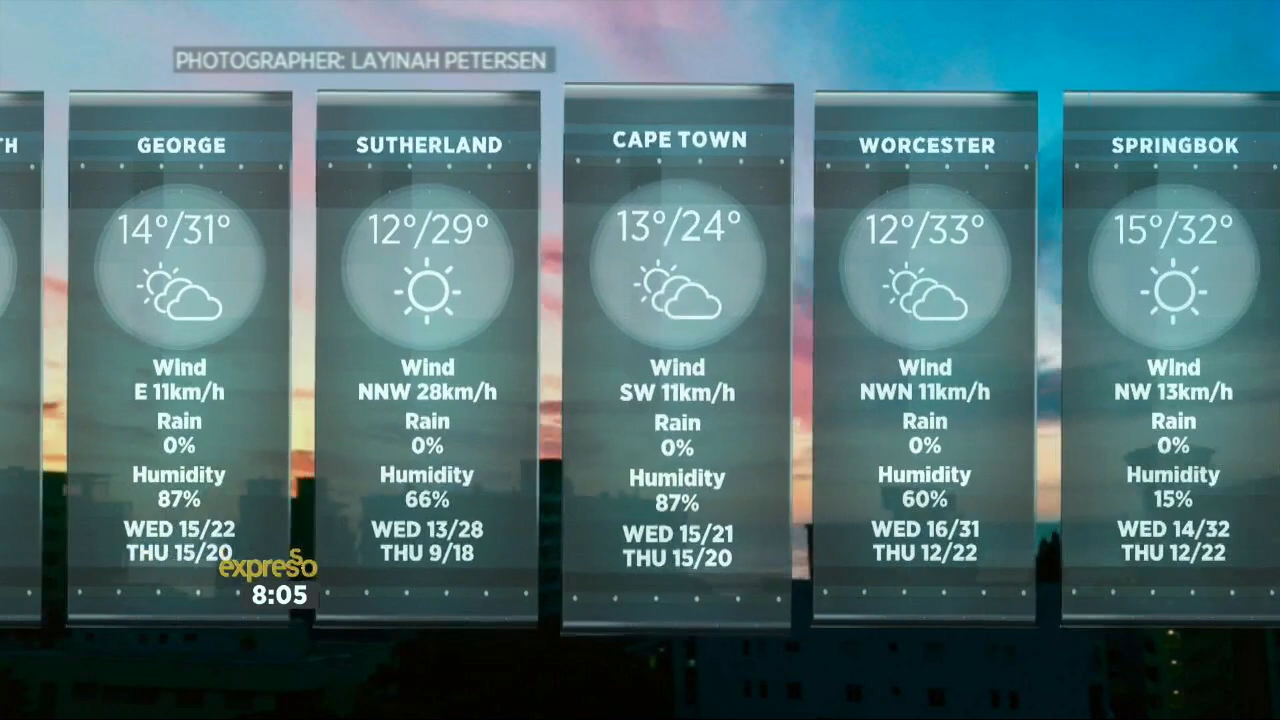 PHOTOGRAPHER: LAYINAH PETERSEN
TH
GEORGE
14°/31°
Wind
E 11km/h
Rain
0%
Humidity
87%
WED 15/22
THU 15/20
SUTHERLAND
12°/29°
Wind
NNW 28km/h
Rain
0%
Humidity
66%
WED 13/28
THU 9/18
CAPE TOWN
13°/24°
Wind
SW 11km/h
Rain
0%
Humidity
87%
WED 15/21
THU 15/20
WORCESTER
12°/33°
Wind
NWN 11km/h
Rain
0%
Humidity
60%
WED 16/31
THU 12/22
SPRINGBOK
15°/32°
Wind
NW 13km/h
Rain
0%
Humidity
15%
WED 14/32
THU 12/22
expresso
8:05